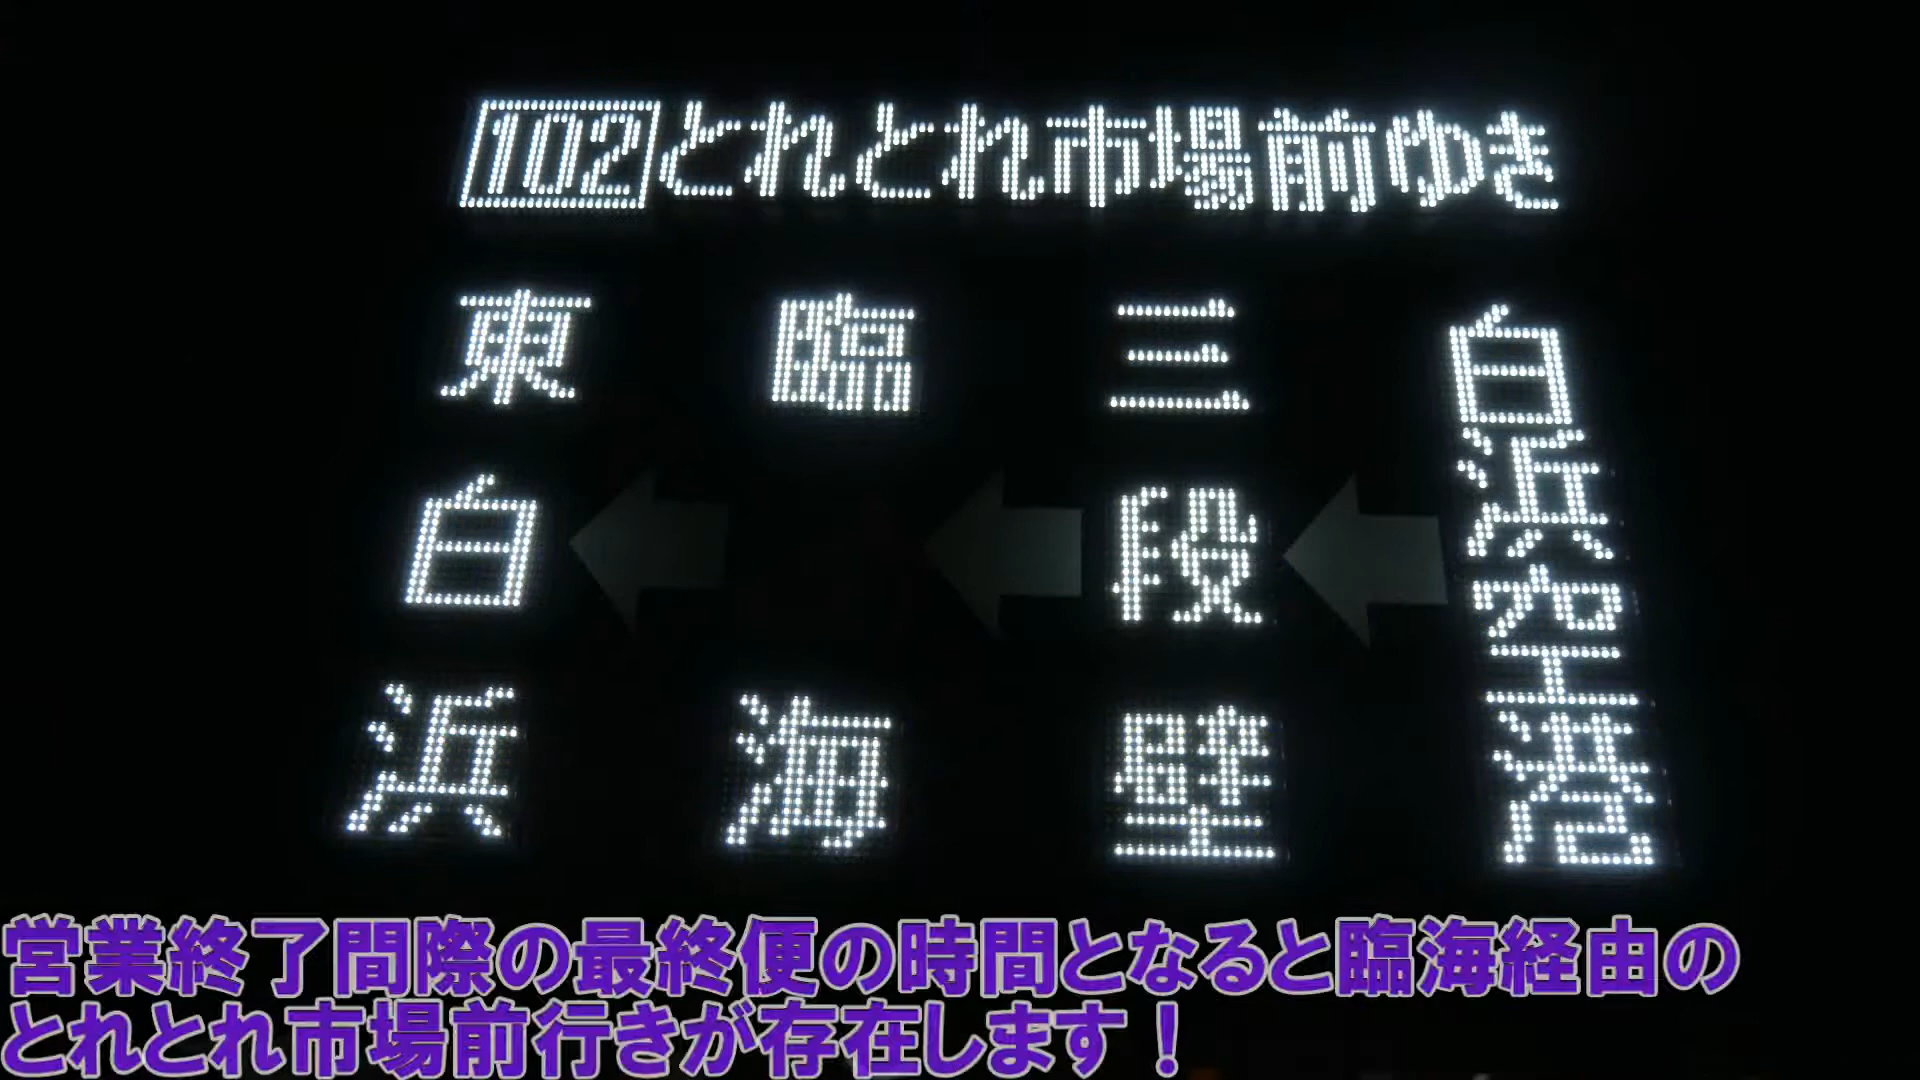 102 とれとれ市場前ゆき
白浜空港
三段壁
臨海
東白浜
営業終了間際の最終便の時間となると臨海経由の
とれとれ市場前行きが存在します！